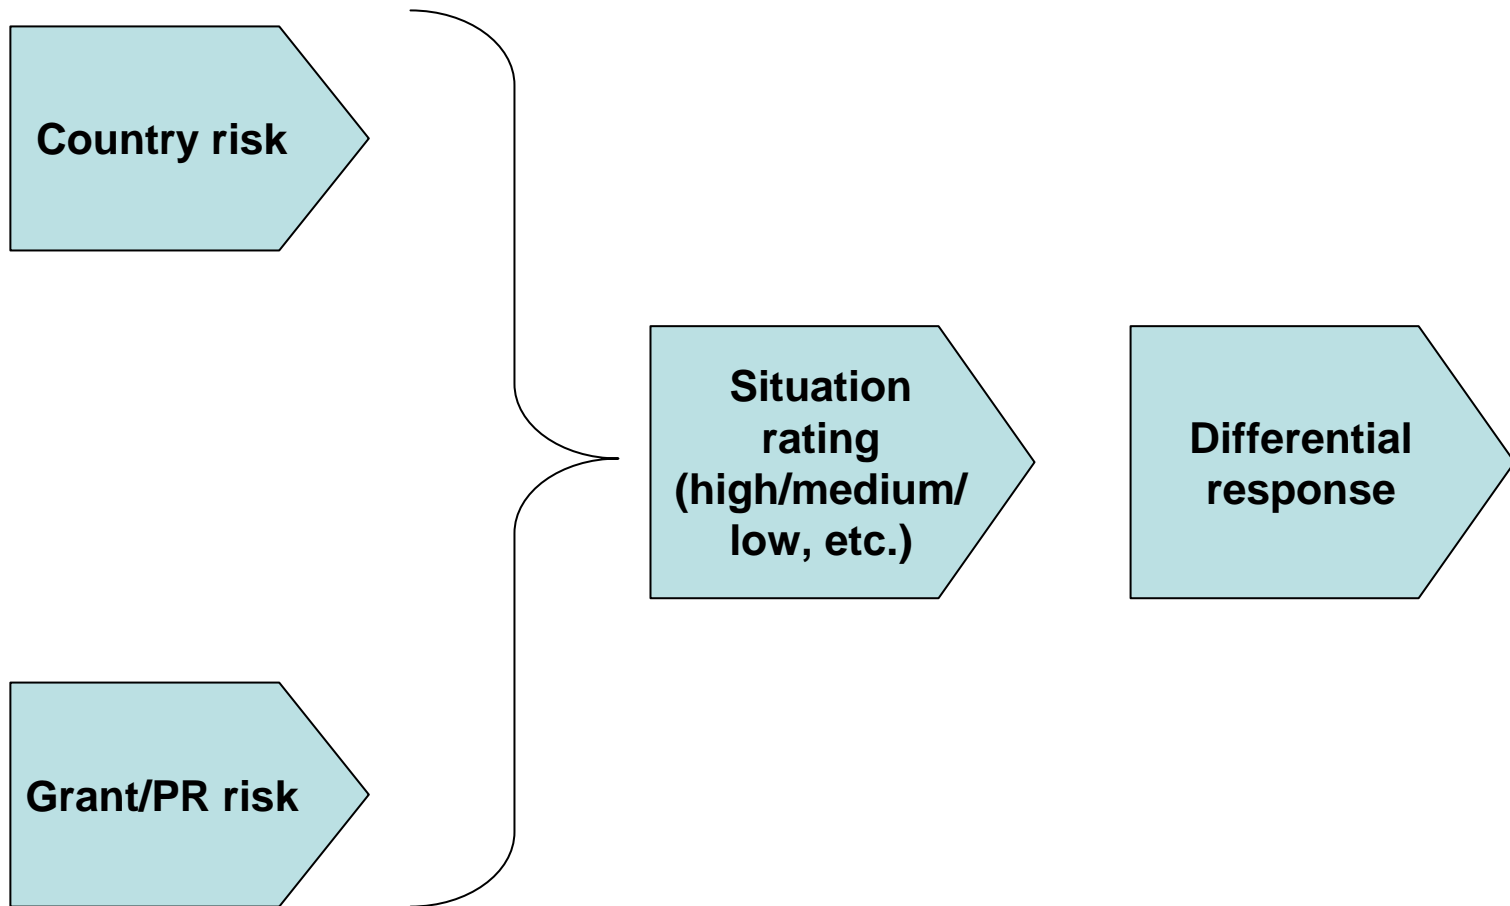 Country risk
Situation
rating
(high/medium/
low, etc.)
Differential
response
Grant/PR risk